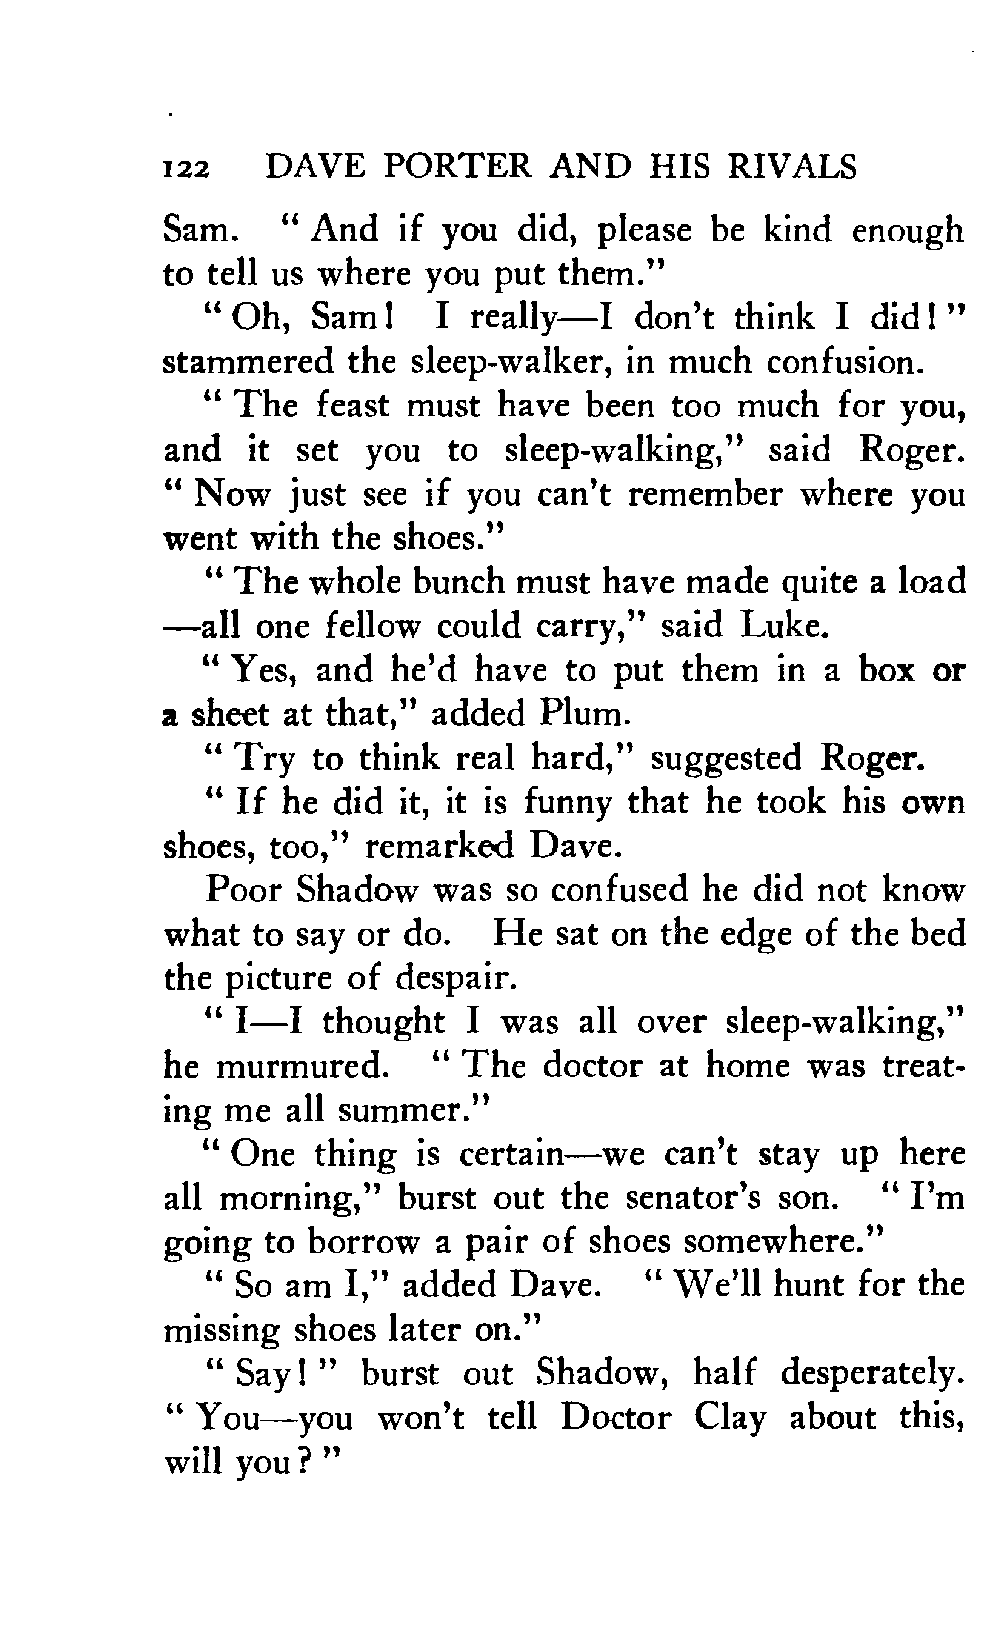 122 DAVE PORTER AND HIS RIVALS
Sam. " And if you did, please be kind enough
to tell us where you put them."
" Oh, Sam! I really—I don't think I did! "
stammered the sleep-walker, in much confusion.
" The feast must have been too much for you,
and it set you to sleep-walking," said Roger.
" Now just see if you can't remember where you
went with the shoes."
" The whole bunch must have made quite a load
—all one fellow could carry," said Luke.
" Yes, and he'd have to put them in a box or
a sheet at that," added Plum.
" Try to think real hard," suggested Roger.
" If he did it, it is funny that he took his own
shoes, too," remarked Dave.
Poor Shadow was so confused he did not know
what to say or do. He sat on the edge of the bed
the picture of despair.
" I—I thought I was all over sleep-walking,"
he murmured. " The doctor at home was treat-
ing me all summer."
" One thing is certain—we can't stay up here
all morning," burst out the senator's son. " I'm
going to borrow a pair of shoes somewhere."
" So am I," added Dave. " We'll hunt for the
missing shoes later on."
" Say! " burst out Shadow, half desperately.
" You—you won't tell Doctor Clay about this,
will you? "